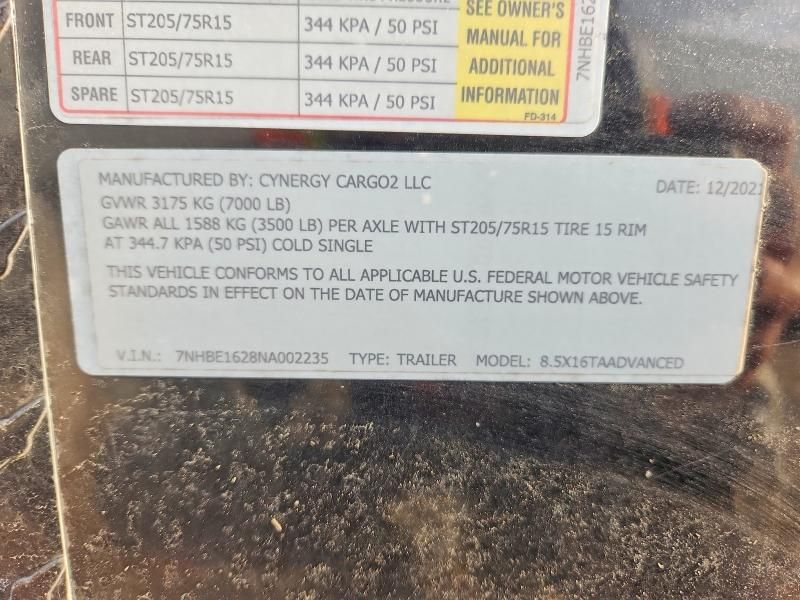 SEE OWNER'S
FRONT ST205/75R15 344 KPA / 50 PSI MANUAL FOR
REAR ST205/75R15 344 KPA / 50 PSI ADDITIONAL
SPARE ST205/75R15 344 KPA / 50 PSI INFORMATION
FD-314
7NHBE162
MANUFACTURED BY: CYNERGY CARGO2 LLC DATE: 12/2021
GVWR 3175 KG (7000 LB)
GAWR ALL 1588 KG (3500 LB) PER AXLE WITH ST205/75R15 TIRE 15 RIM
AT 344.7 KPA (50 PSI) COLD SINGLE
THIS VEHICLE CONFORMS TO ALL APPLICABLE U.S. FEDERAL MOTOR VEHICLE SAFETY
STANDARDS IN EFFECT ON THE DATE OF MANUFACTURE SHOWN ABOVE.
V.I.N.: 7NHBE1628NA002235 TYPE: TRAILER MODEL: 8.5X16TAADVANCED